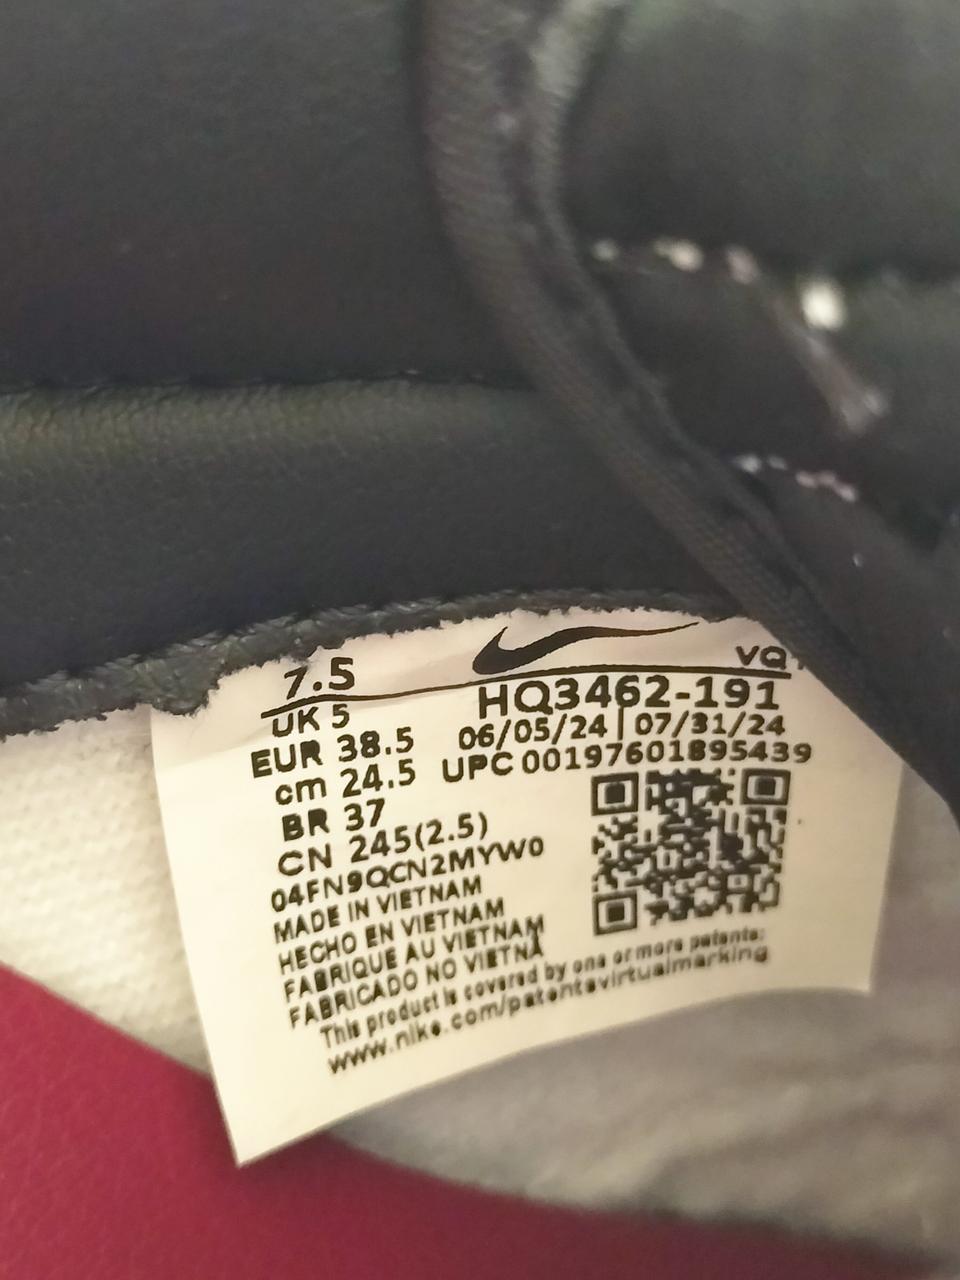 7.5
VQ
UK 5
HQ3462-191
EUR 38.5
06/05/24 | 07/31/24
cm 24.5
UPC 00197601895439
BR 37
CN 245(2.5)
04FN9QCN2MYW0
MADE IN VIETNAM
HECHO EN VIETNAM
FABRIQUE AU VIETNAM
FABRICADO NO VIETNÃ
This product is covered by one or more patents:
www.nike.com/patentsvirtualmarking